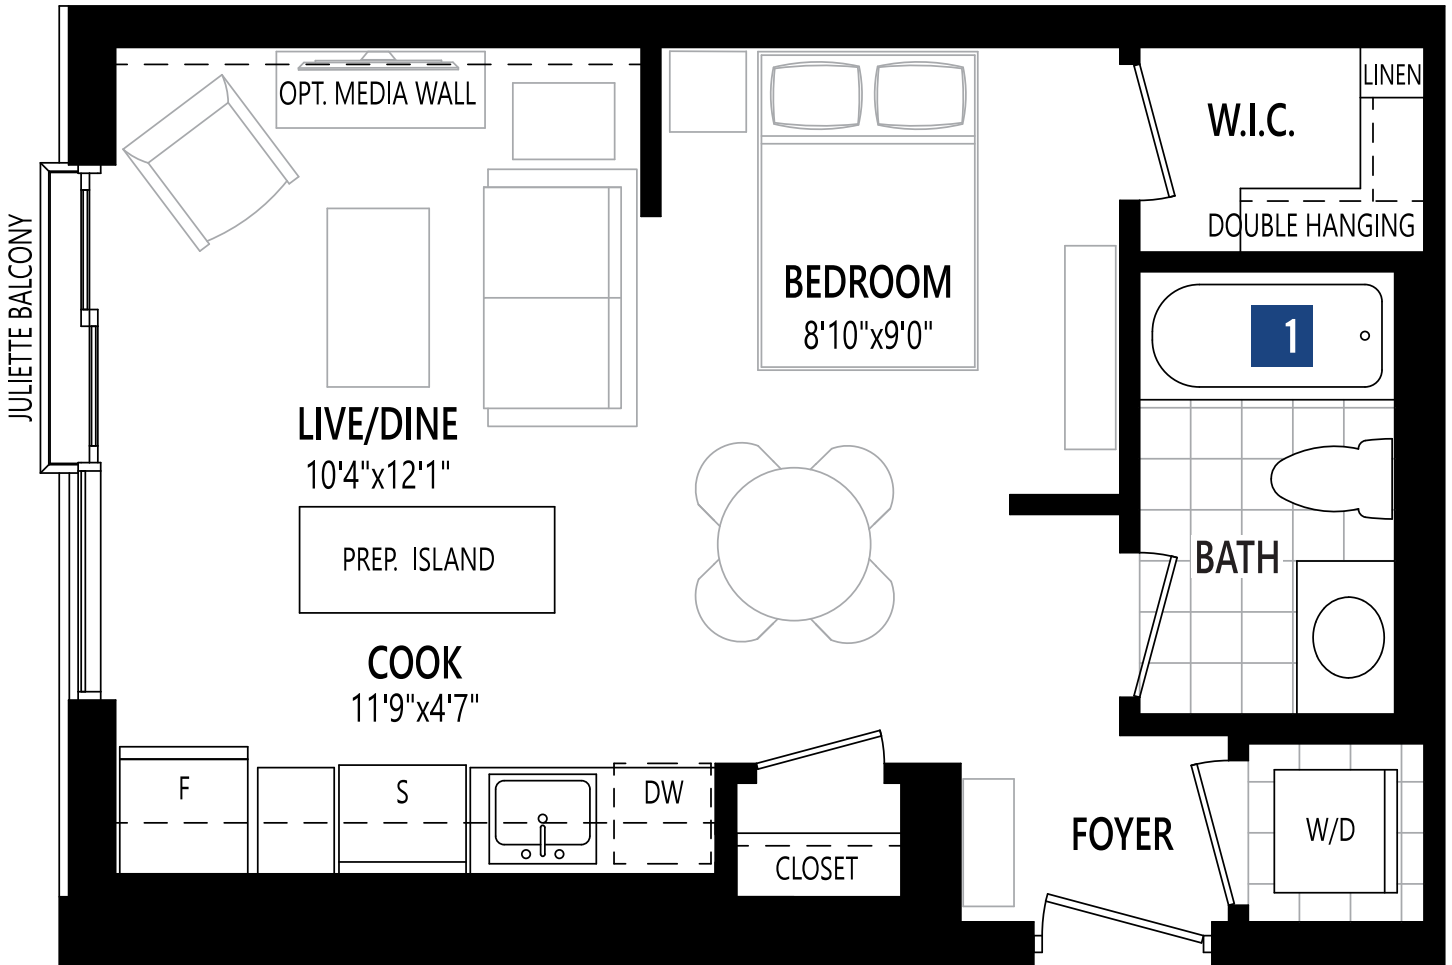 OPT. MEDIA WALL
LINEN
W.I.C.
DOUBLE HANGING
JULIETTE BALCONY
BEDROOM
8'10"x9'0"
1
LIVE/DINE
10'4"x12'1"
PREP. ISLAND
BATH
COOK
11'9"x4'7"
F
S
DW
CLOSET
FOYER
W/D